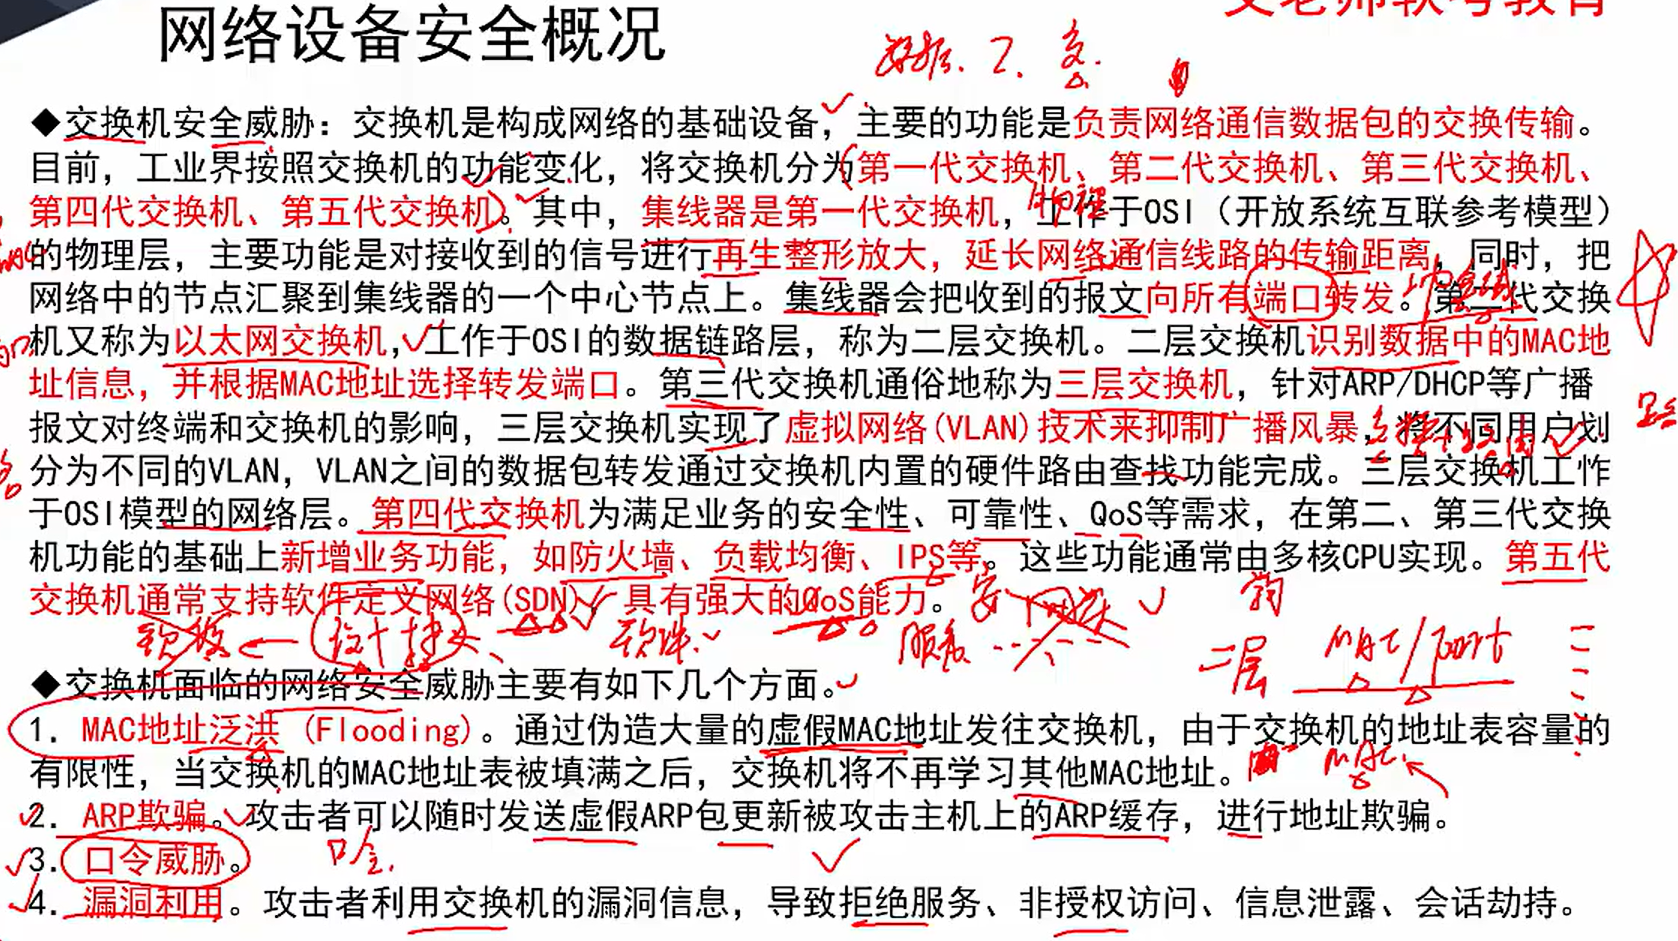 网络设备安全概况
艾老师软考教育
数据. 2. 交.
◆交换机安全威胁：交换机是构成网络的基础设备，主要的功能是负责网络通信数据包的交换传输。
目前，工业界按照交换机的功能变化，将交换机分为第一代交换机、第二代交换机、第三代交换机、
第四代交换机、第五代交换机。其中，集线器是第一代交换机，工作于OSI（开放系统互联参考模型）
的物理层，主要功能是对接收到的信号进行再生整形放大，延长网络通信线路的传输距离，同时，把
网络中的节点汇聚到集线器的一个中心节点上。集线器会把收到的报文向所有端口转发。第二代交换
机又称为以太网交换机，工作于OSI的数据链路层，称为二层交换机。二层交换机识别数据中的MAC地
址信息，并根据MAC地址选择转发端口。第三代交换机通俗地称为三层交换机，针对ARP/DHCP等广播
报文对终端和交换机的影响，三层交换机实现了虚拟网络(VLAN)技术来抑制广播风暴，将不同用户划
分为不同的VLAN，VLAN之间的数据包转发通过交换机内置的硬件路由查找功能完成。三层交换机工作
于OSI模型的网络层。第四代交换机为满足业务的安全性、可靠性、QoS等需求，在第二、第三代交换
机功能的基础上新增业务功能，如防火墙、负载均衡、IPS等。这些功能通常由多核CPU实现。第五代
交换机通常支持软件定义网络(SDN)，具有强大的QoS能力。
软件
服务
二层 MAC/Port
◆交换机面临的网络安全威胁主要有如下几个方面。
1. MAC地址泛洪 (Flooding)。通过伪造大量的虚假MAC地址发往交换机，由于交换机的地址表容量的
有限性，当交换机的MAC地址表被填满之后，交换机将不再学习其他MAC地址。
MAC
2. ARP欺骗。攻击者可以随时发送虚假ARP包更新被攻击主机上的ARP缓存，进行地址欺骗。
3. 口令威胁。
口令.
4. 漏洞利用。攻击者利用交换机的漏洞信息，导致拒绝服务、非授权访问、信息泄露、会话劫持。